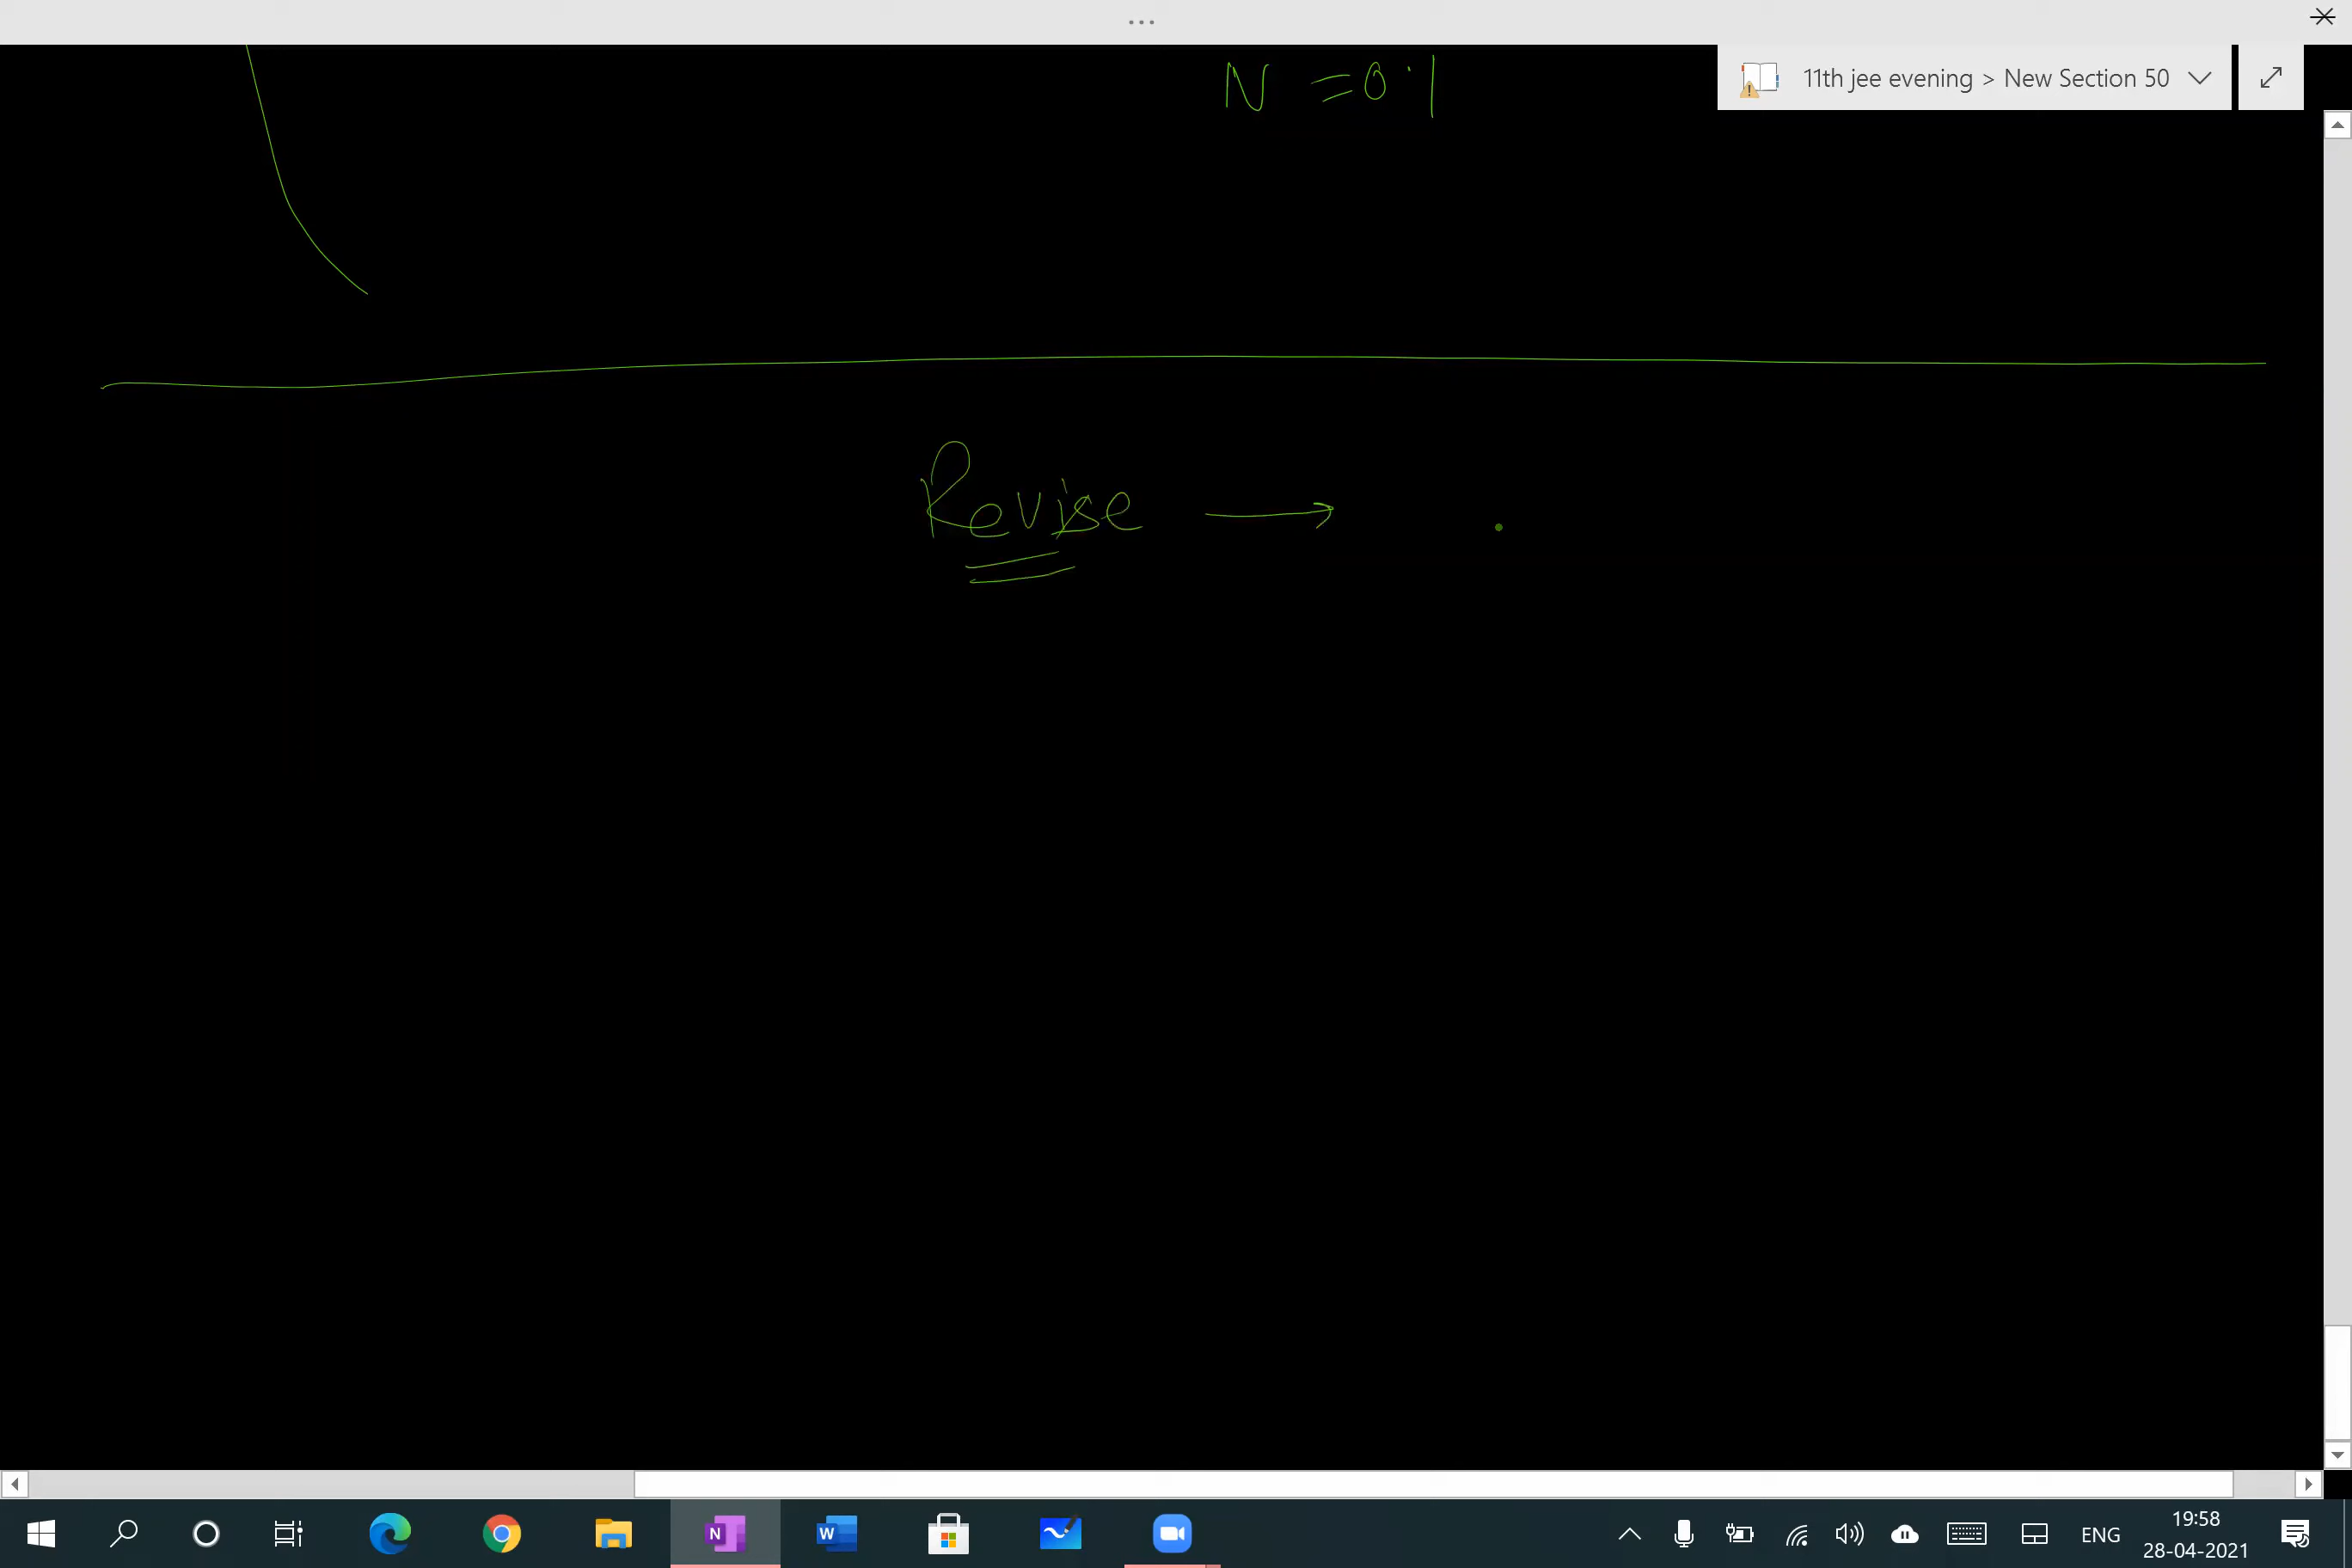 N = 0.1
11th jee evening > New Section 50
Revise →
ENG
19:58
28-04-2021